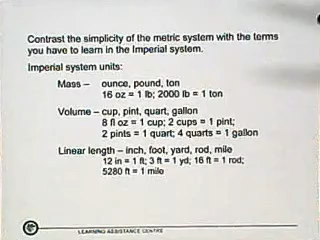 Contrast the simplicity of the metric system with the terms
you have to learn in the Imperial system.
Imperial system units:
Mass – ounce, pound, ton
16 oz = 1 lb; 2000 lb = 1 ton
Volume – cup, pint, quart, gallon
8 fl oz = 1 cup; 2 cups = 1 pint;
2 pints = 1 quart; 4 quarts = 1 gallon
Linear length – inch, foot, yard, rod, mile
12 in = 1 ft; 3 ft = 1 yd; 16 ft = 1 rod;
5280 ft = 1 mile
LEARNING ASSISTANCE CENTRE